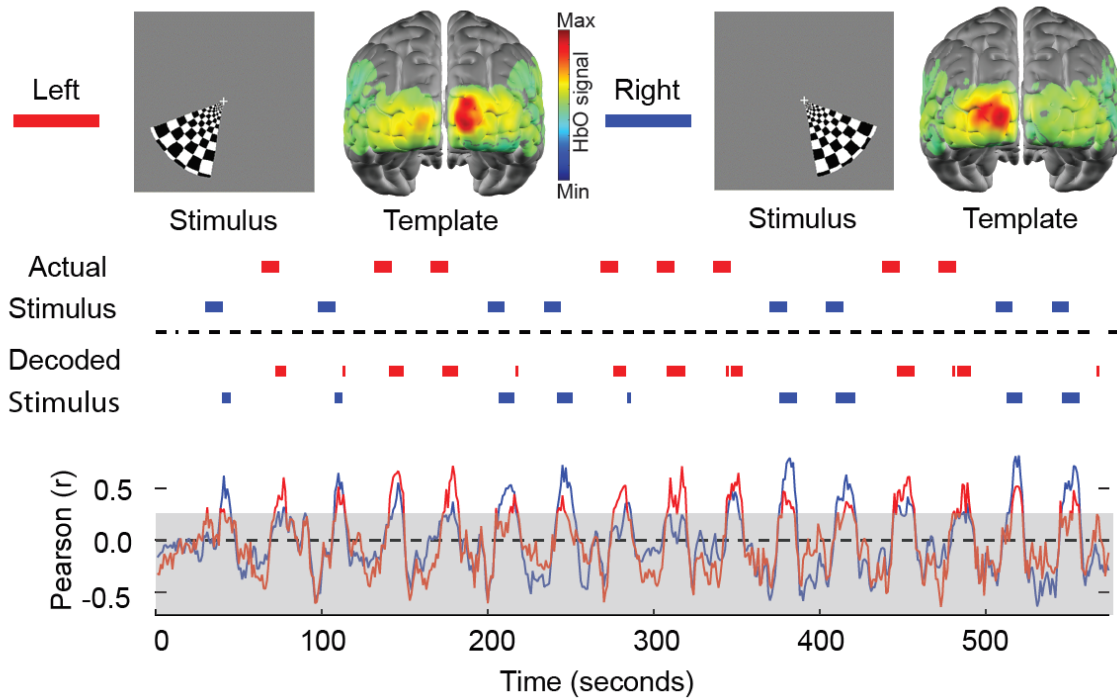 Left
Stimulus
Template
Max
HbO signal
Min
Right
Stimulus
Template
Actual
Stimulus
Decoded
Stimulus
Pearson (r)
0.5
0.0
-0.5
0 100 200 300 400 500
Time (seconds)